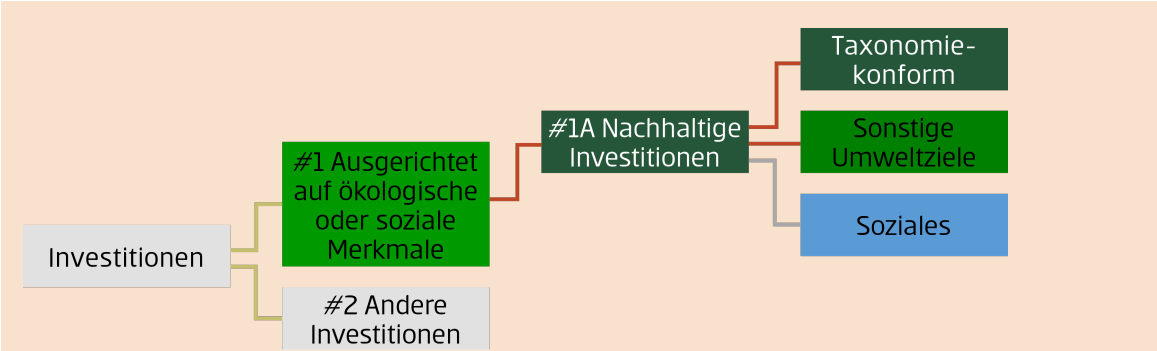 Investitionen
#1 Ausgerichtet
auf ökologische
oder soziale
Merkmale
#2 Andere
Investitionen
#1A Nachhaltige
Investitionen
Taxonomie-
konform
Sonstige
Umweltziele
Soziales